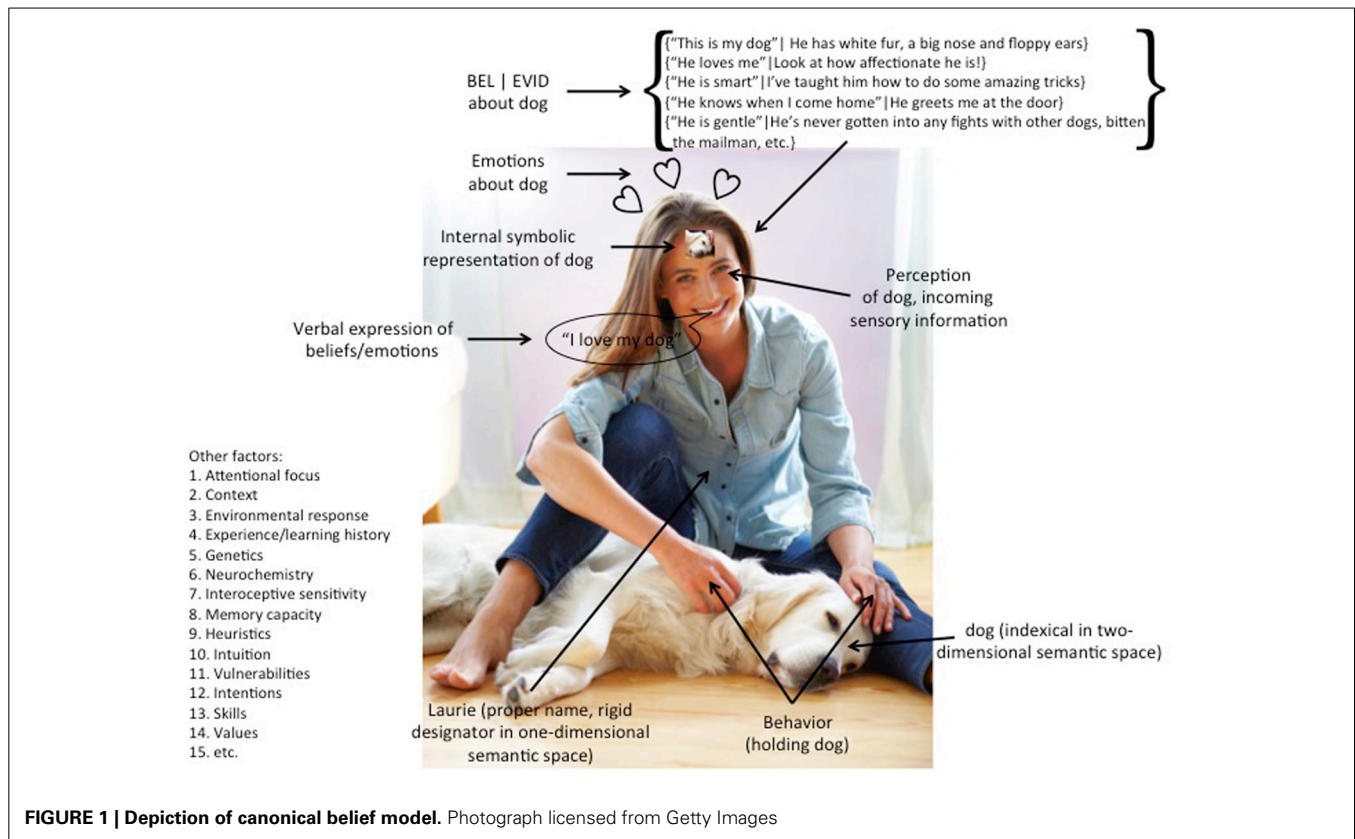 {"This is my dog"| He has white fur, a big nose and floppy ears}
{"He loves me"|Look at how affectionate he is!}
BEL | EVID
about dog
{"He is smart"|I've taught him how to do some amazing tricks}
{"He knows when I come home"|He greets me at the door}
{"He is gentle"|He's never gotten into any fights with other dogs, bitten
the mailman, etc.}
Emotions
about dog
Internal symbolic
representation of dog
Perception
of dog, incoming
sensory information
Verbal expression of
beliefs/emotions
"I love my dog"
Other factors:
1. Attentional focus
2. Context
3. Environmental response
4. Experience/learning history
5. Genetics
6. Neurochemistry
7. Interoceptive sensitivity
8. Memory capacity
9. Heuristics
10. Intuition
11. Vulnerabilities
12. Intentions
13. Skills
14. Values
15. etc.
dog (indexical in two-
dimensional semantic space)
Laurie (proper name, rigid
designator in one-dimensional
semantic space)
Behavior
(holding dog)
FIGURE 1 | Depiction of canonical belief model. Photograph licensed from Getty Images